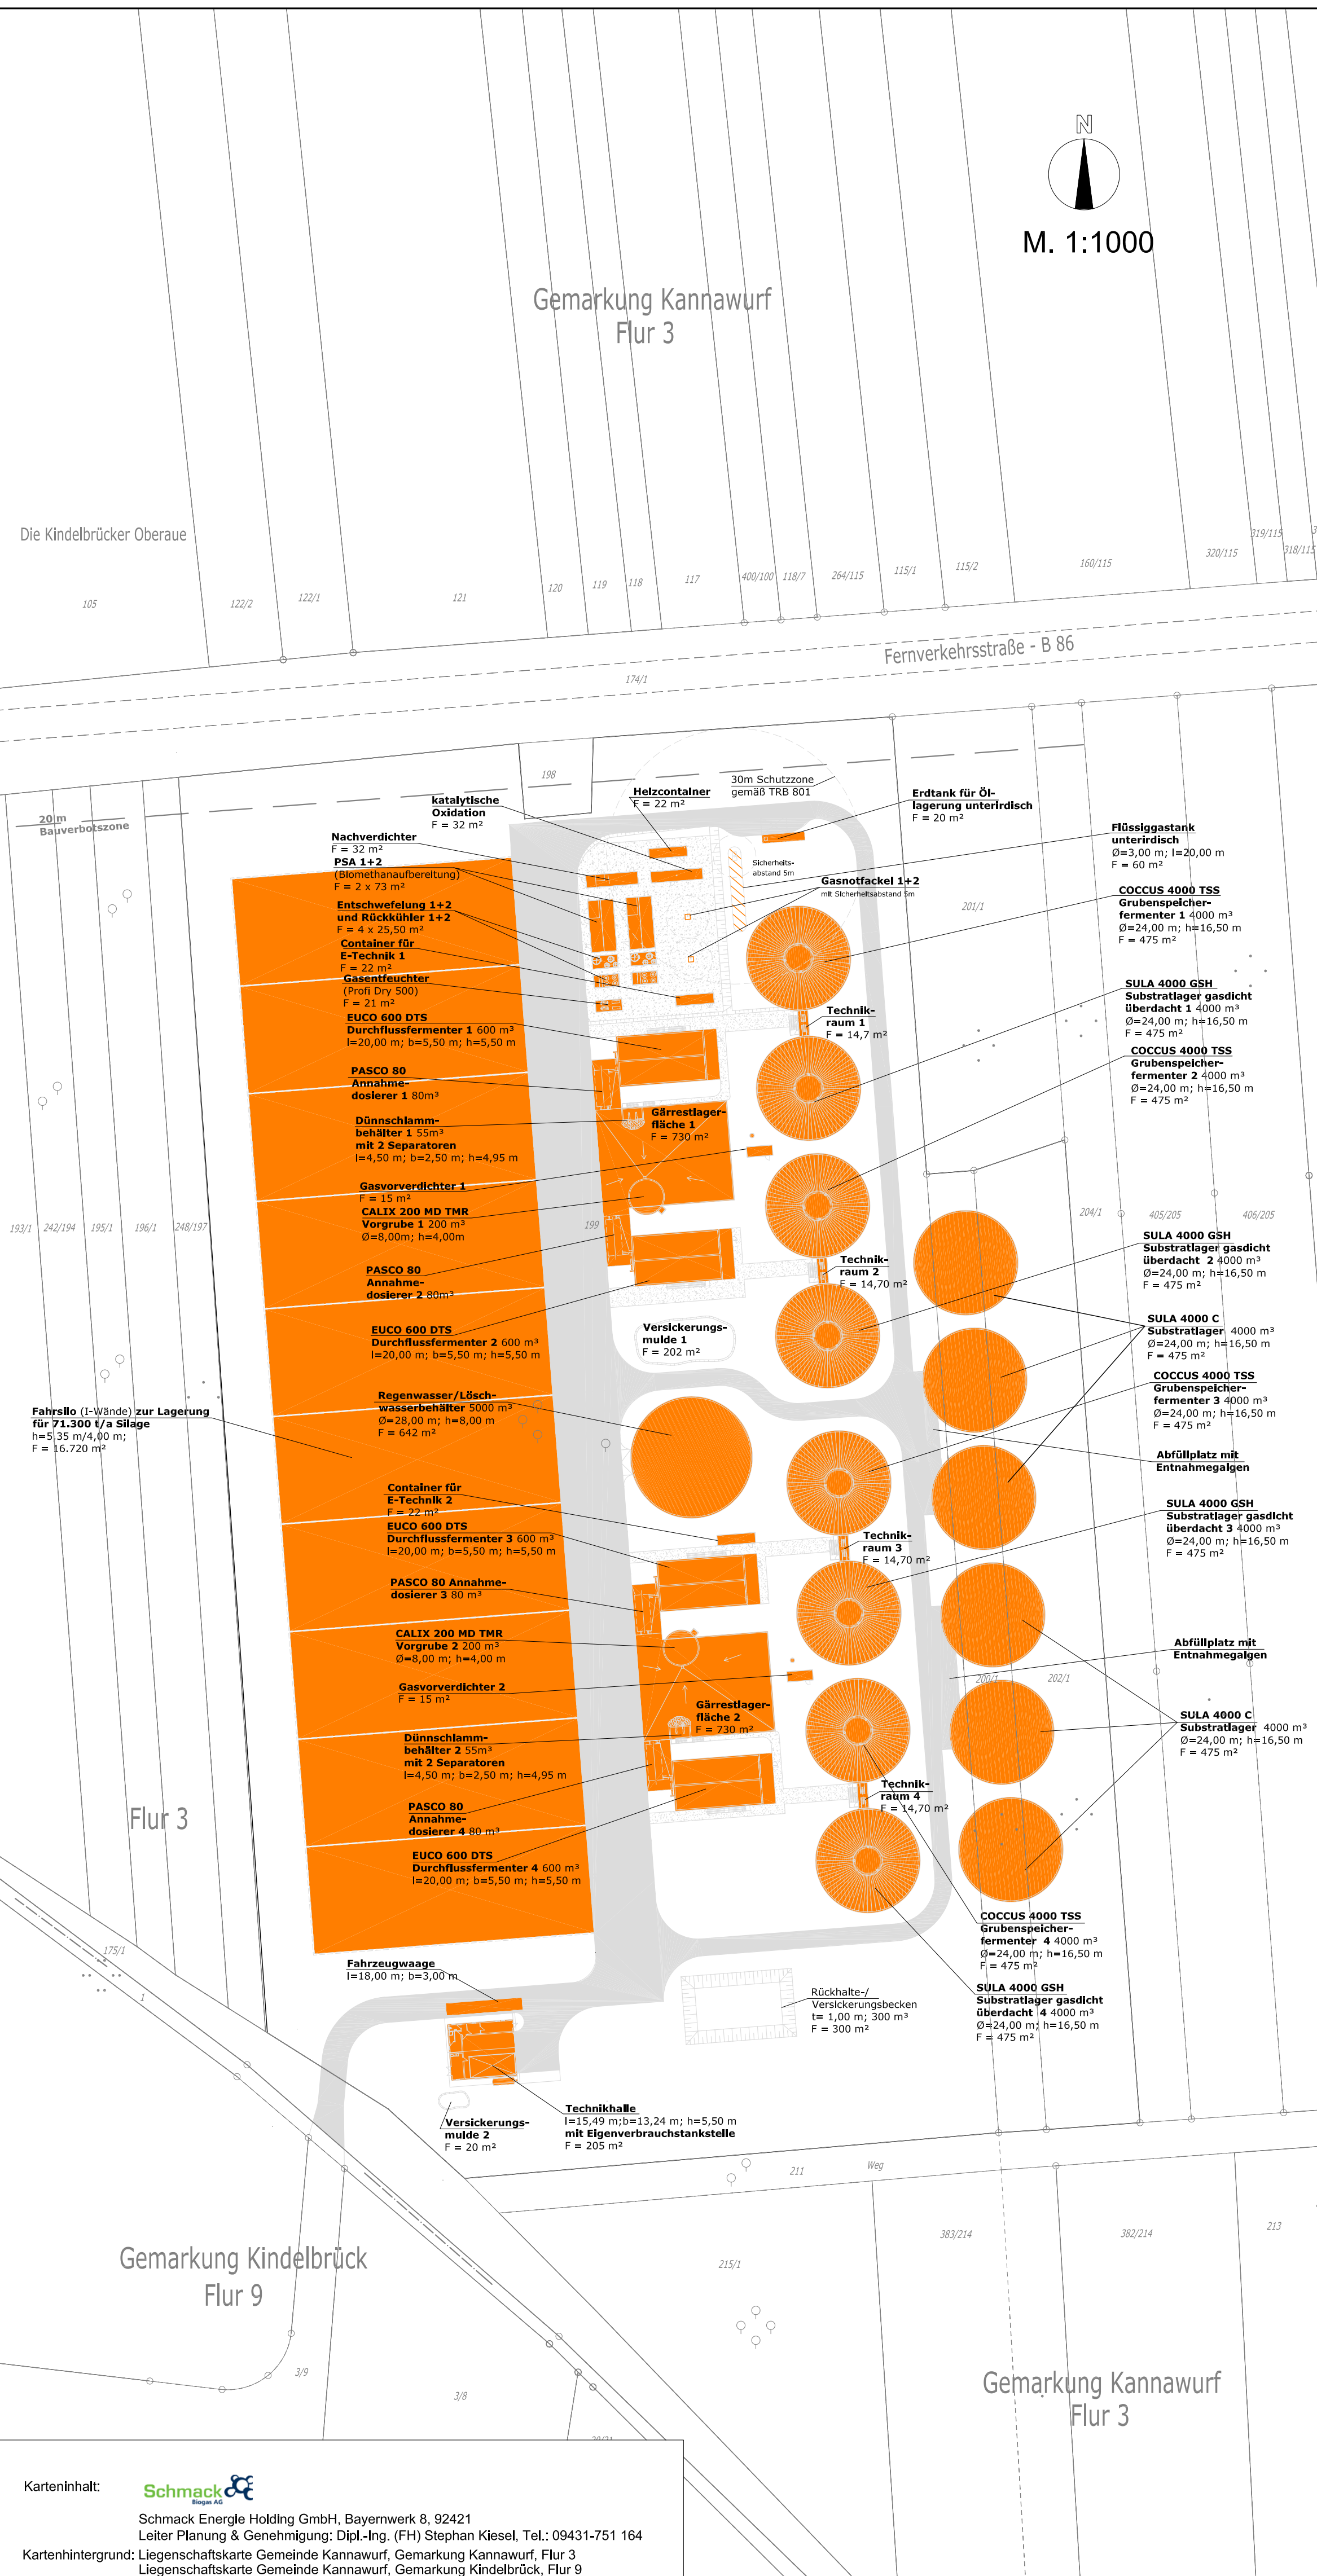 N
M. 1:1000
Gemarkung Kannawurf
Flur 3
Die Kindelbrücker Oberaue
105
122/2
122/1
121
120
119
118
117
400/100
118/7
264/115
115/1
115/2
160/115
320/115
319/115
318/115
Fernverkehrsstraße - B 86
174/1
198
20 m
Bauverbotszone
katalytische
Oxidation
F = 32 m²
Heizcontainer
F = 22 m²
30m Schutzzone
gemäß TRB 801
Erdtank für Öl-
lagerung unterirdisch
F = 20 m²
Nachverdichter
F = 32 m²
PSA 1+2
(Biomethanaufbereitung)
F = 2 x 73 m²
Sicherheits-
abstand 5m
Gasnotfackel 1+2
mit Sicherheitsabstand 5m
Flüssiggastank
unterirdisch
Ø=3,00 m; l=20,00 m
F = 60 m²
Entschwefelung 1+2
und Rückkühler 1+2
F = 4 x 25,50 m²
COCCUS 4000 TSS
Grubenspeicher-
fermenter 1 4000 m³
Ø=24,00 m; h=16,50 m
F = 475 m²
201/1
Container für
E-Technik 1
F = 22 m²
Gasentfeuchter
(Profi Dry 500)
F = 21 m²
SULA 4000 GSH
Substratlager gasdicht
überdacht 1 4000 m³
Ø=24,00 m; h=16,50 m
F = 475 m²
EUCO 600 DTS
Durchflussfermenter 1 600 m³
l=20,00 m; b=5,50 m; h=5,50 m
Technik-
raum 1
F = 14,7 m²
COCCUS 4000 TSS
Grubenspeicher-
fermenter 2 4000 m³
Ø=24,00 m; h=16,50 m
F = 475 m²
PASCO 80
Annahme-
dosierer 1 80m³
Dünnschlamm-
behälter 1 55m³
mit 2 Separatoren
l=4,50 m; b=2,50 m; h=4,95 m
Gärrestlager-
fläche 1
F = 730 m²
Gasvorverdichter 1
F = 15 m²
CALIX 200 MD TMR
Vorgrube 1 200 m³
Ø=8,00m; h=4,00m
193/1
242/194
195/1
196/1
248/197
199
204/1
405/205
406/205
PASCO 80
Annahme-
dosierer 2 80m³
Technik-
raum 2
F = 14,70 m²
SULA 4000 GSH
Substratlager gasdicht
überdacht 2 4000 m³
Ø=24,00 m; h=16,50 m
F = 475 m²
EUCO 600 DTS
Durchflussfermenter 2 600 m³
l=20,00 m; b=5,50 m; h=5,50 m
Versickerungs-
mulde 1
F = 202 m²
SULA 4000 C
Substratlager 4000 m³
Ø=24,00 m; h=16,50 m
F = 475 m²
COCCUS 4000 TSS
Grubenspeicher-
fermenter 3 4000 m³
Ø=24,00 m; h=16,50 m
F = 475 m²
Regenwasser/Lösch-
wasserbehälter 5000 m³
Ø=28,00 m; h=8,00 m
F = 642 m²
Fahrsilo (I-Wände) zur Lagerung
für 71.300 t/a Silage
h=5,35 m/4,00 m;
F = 16.720 m²
Abfüllplatz mit
Entnahmegalgen
Container für
E-Technik 2
F = 22 m²
SULA 4000 GSH
Substratlager gasdicht
überdacht 3 4000 m³
Ø=24,00 m; h=16,50 m
F = 475 m²
EUCO 600 DTS
Durchflussfermenter 3 600 m³
l=20,00 m; b=5,50 m; h=5,50 m
Technik-
raum 3
F = 14,70 m²
PASCO 80 Annahme-
dosierer 3 80 m³
CALIX 200 MD TMR
Vorgrube 2 200 m³
Ø=8,00 m; h=4,00 m
Abfüllplatz mit
Entnahmegalgen
200/1
202/1
Gasvorverdichter 2
F = 15 m²
Gärrestlager-
fläche 2
F = 730 m²
SULA 4000 C
Substratlager 4000 m³
Ø=24,00 m; h=16,50 m
F = 475 m²
Dünnschlamm-
behälter 2 55m³
mit 2 Separatoren
l=4,50 m; b=2,50 m; h=4,95 m
Technik-
raum 4
F = 14,70 m²
PASCO 80
Annahme-
dosierer 4 80 m³
Flur 3
EUCO 600 DTS
Durchflussfermenter 4 600 m³
l=20,00 m; b=5,50 m; h=5,50 m
COCCUS 4000 TSS
Grubenspeicher-
fermenter 4 4000 m³
Ø=24,00 m; h=16,50 m
F = 475 m²
175/1
1
Fahrzeugwaage
l=18,00 m; b=3,00 m
Rückhalte-/
Versickerungsbecken
t= 1,00 m; 300 m³
F = 300 m²
SULA 4000 GSH
Substratlager gasdicht
überdacht 4 4000 m³
Ø=24,00 m; h=16,50 m
F = 475 m²
Technikhalle
l=15,49 m;b=13,24 m; h=5,50 m
mit Eigenverbrauchstankstelle
F = 205 m²
Versickerungs-
mulde 2
F = 20 m²
211
Weg
383/214
382/214
213
215/1
Gemarkung Kindelbrück
Flur 9
3/9
3/8
Gemarkung Kannawurf
Flur 3
Karteninhalt:
Schmack
Biogas AG
Schmack Energie Holding GmbH, Bayernwerk 8, 92421
Leiter Planung & Genehmigung: Dipl.-Ing. (FH) Stephan Kiesel, Tel.: 09431-751 164
Kartenhintergrund: Liegenschaftskarte Gemeinde Kannawurf, Gemarkung Kannawurf, Flur 3
Liegenschaftskarte Gemeinde Kannawurf, Gemarkung Kindelbrück, Flur 9